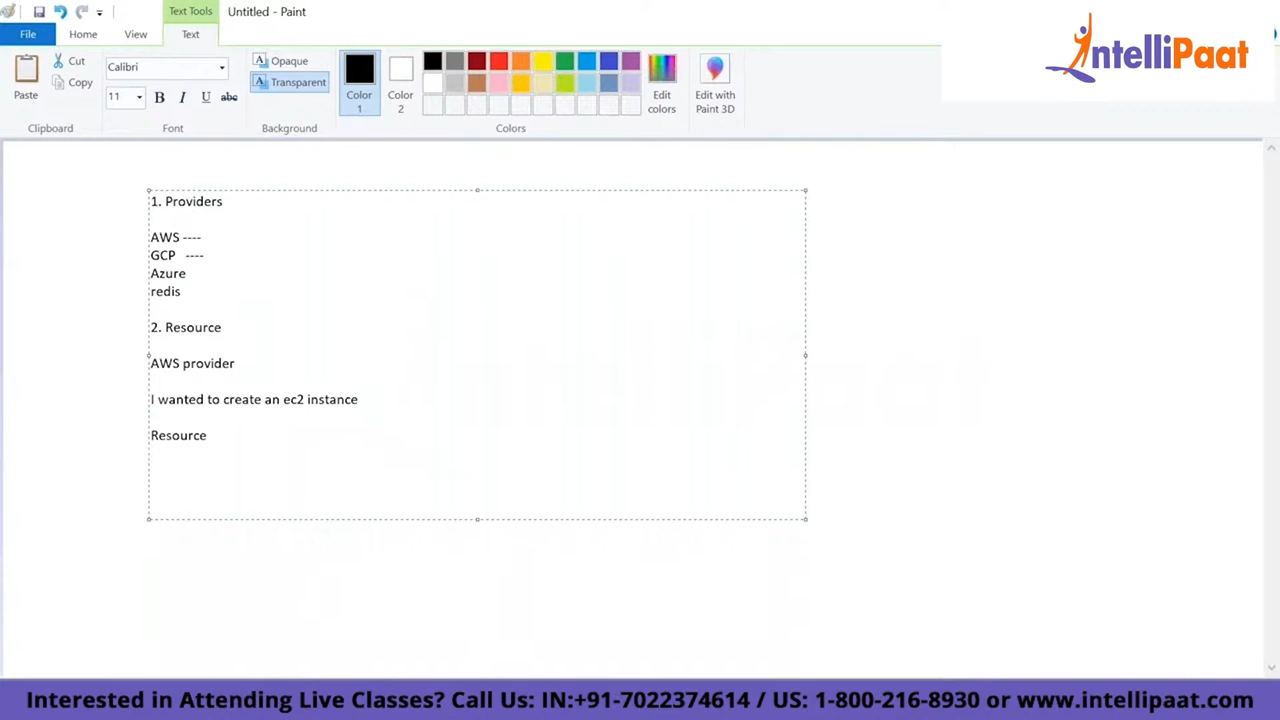 Text Tools
Untitled - Paint
File
Home
View
Text
Paste
Cut
Copy
Clipboard
Calibri
11
B I U abc
Font
Opaque
Transparent
Background
Color 1
Color 2
Edit colors
Colors
Edit with Paint 3D
IntelliPaat
1. Providers
AWS ----
GCP ----
Azure
redis
2. Resource
AWS provider
I wanted to create an ec2 instance
Resource
Interested in Attending Live Classes? Call Us: IN:+91-7022374614 / US: 1-800-216-8930 or www.intellipaat.com